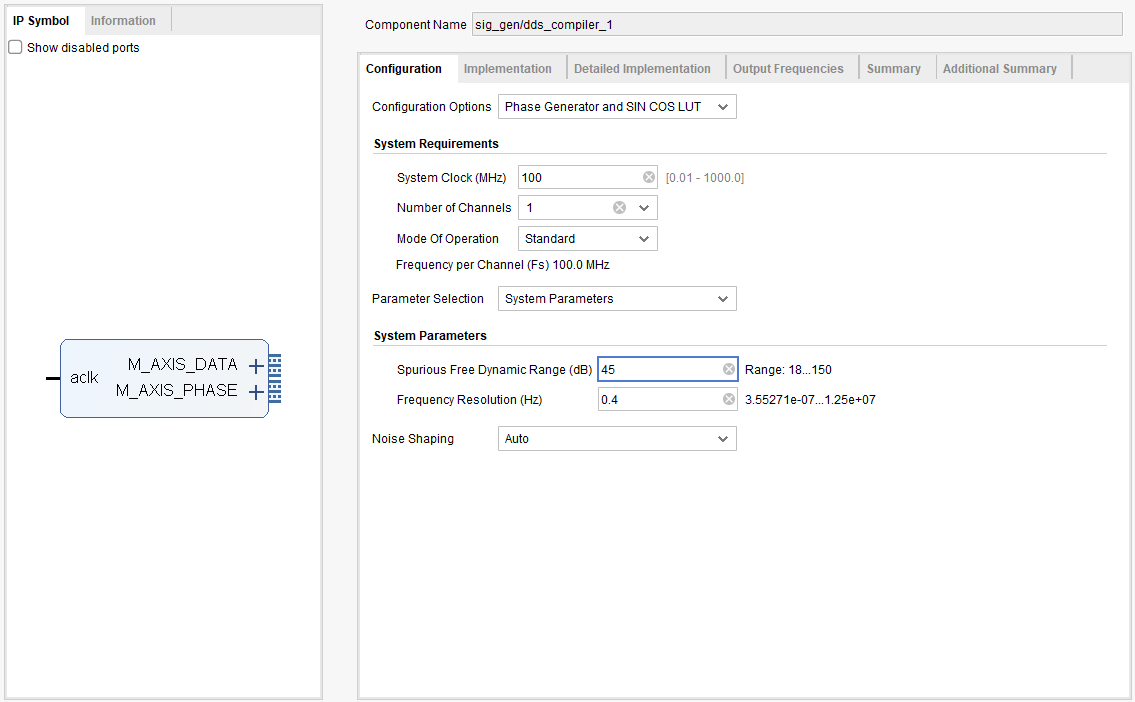 IP Symbol
Information
Show disabled ports
aclk
M_AXIS_DATA
M_AXIS_PHASE
Component Name
sig_gen/dds_compiler_1
Configuration
Implementation
Detailed Implementation
Output Frequencies
Summary
Additional Summary
Configuration Options
Phase Generator and SIN COS LUT
System Requirements
System Clock (MHz)
100
[0.01 - 1000.0]
Number of Channels
1
Mode Of Operation
Standard
Frequency per Channel (Fs) 100.0 MHz
Parameter Selection
System Parameters
System Parameters
Spurious Free Dynamic Range (dB)
45
Range: 18...150
Frequency Resolution (Hz)
0.4
3.55271e-07...1.25e+07
Noise Shaping
Auto